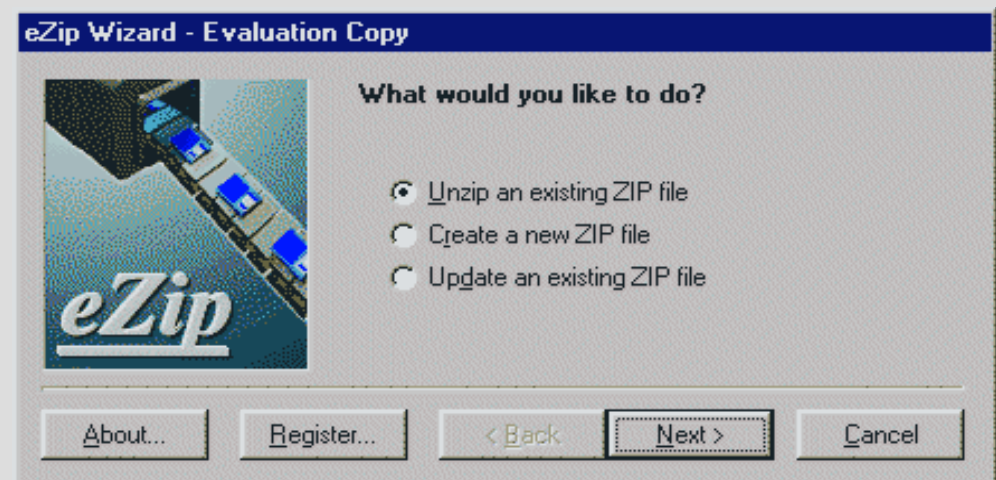 eZip Wizard - Evaluation Copy
What would you like to do?
Unzip an existing ZIP file
Create a new ZIP file
Update an existing ZIP file
eZip
About... Register... < Back Next > Cancel